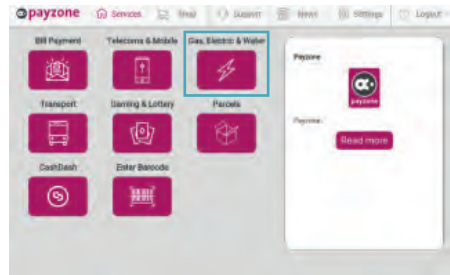 payzone Services Shop Support News Settings Logout
Bill Payment Telecoms & Mobile Gas, Electric & Water
Transport Gaming & Lottery Parcels
CashDash Enter Barcode
Payzone
payzone
Payzone
Read more